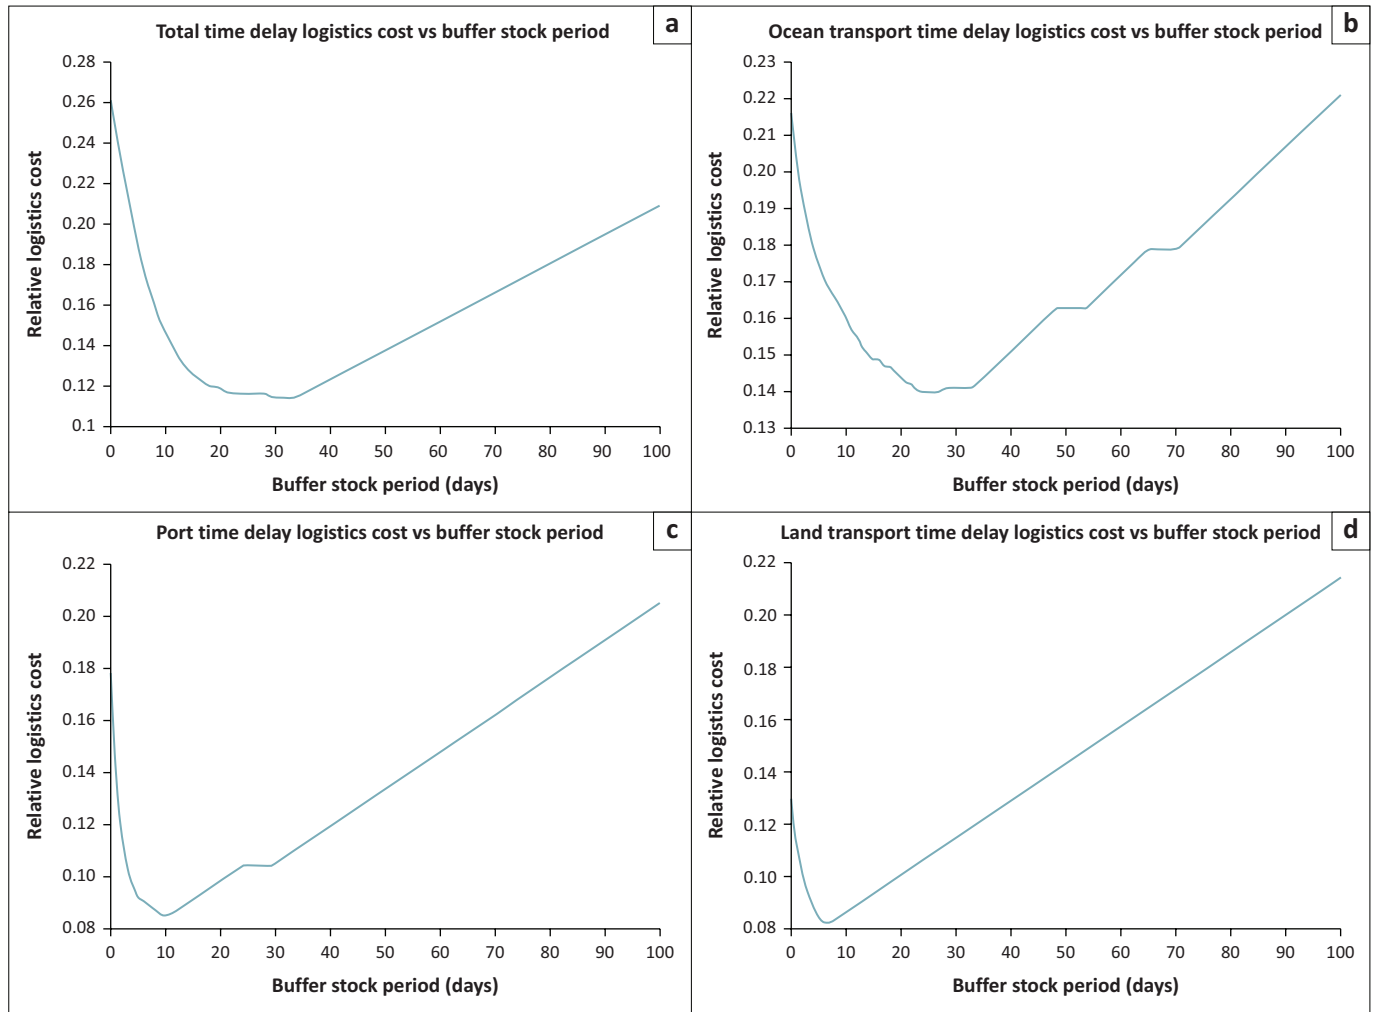 Total time delay logistics cost vs buffer stock period
a
0.28
0.26
0.24
0.22
0.20
0.18
0.16
0.14
0.12
0.1
Relative logistics cost
0 10 20 30 40 50 60 70 80 90 100
Buffer stock period (days)
Ocean transport time delay logistics cost vs buffer stock period
b
0.23
0.22
0.21
0.20
0.19
0.18
0.17
0.16
0.15
0.14
0.13
Relative logistics cost
0 10 20 30 40 50 60 70 80 90 100
Buffer stock period (days)
Port time delay logistics cost vs buffer stock period
c
0.22
0.20
0.18
0.16
0.14
0.12
0.10
0.08
Relative logistics cost
0 10 20 30 40 50 60 70 80 90 100
Buffer stock period (days)
Land transport time delay logistics cost vs buffer stock period
d
0.22
0.20
0.18
0.16
0.14
0.12
0.10
0.08
Relative logistics cost
0 10 20 30 40 50 60 70 80 90 100
Buffer stock period (days)